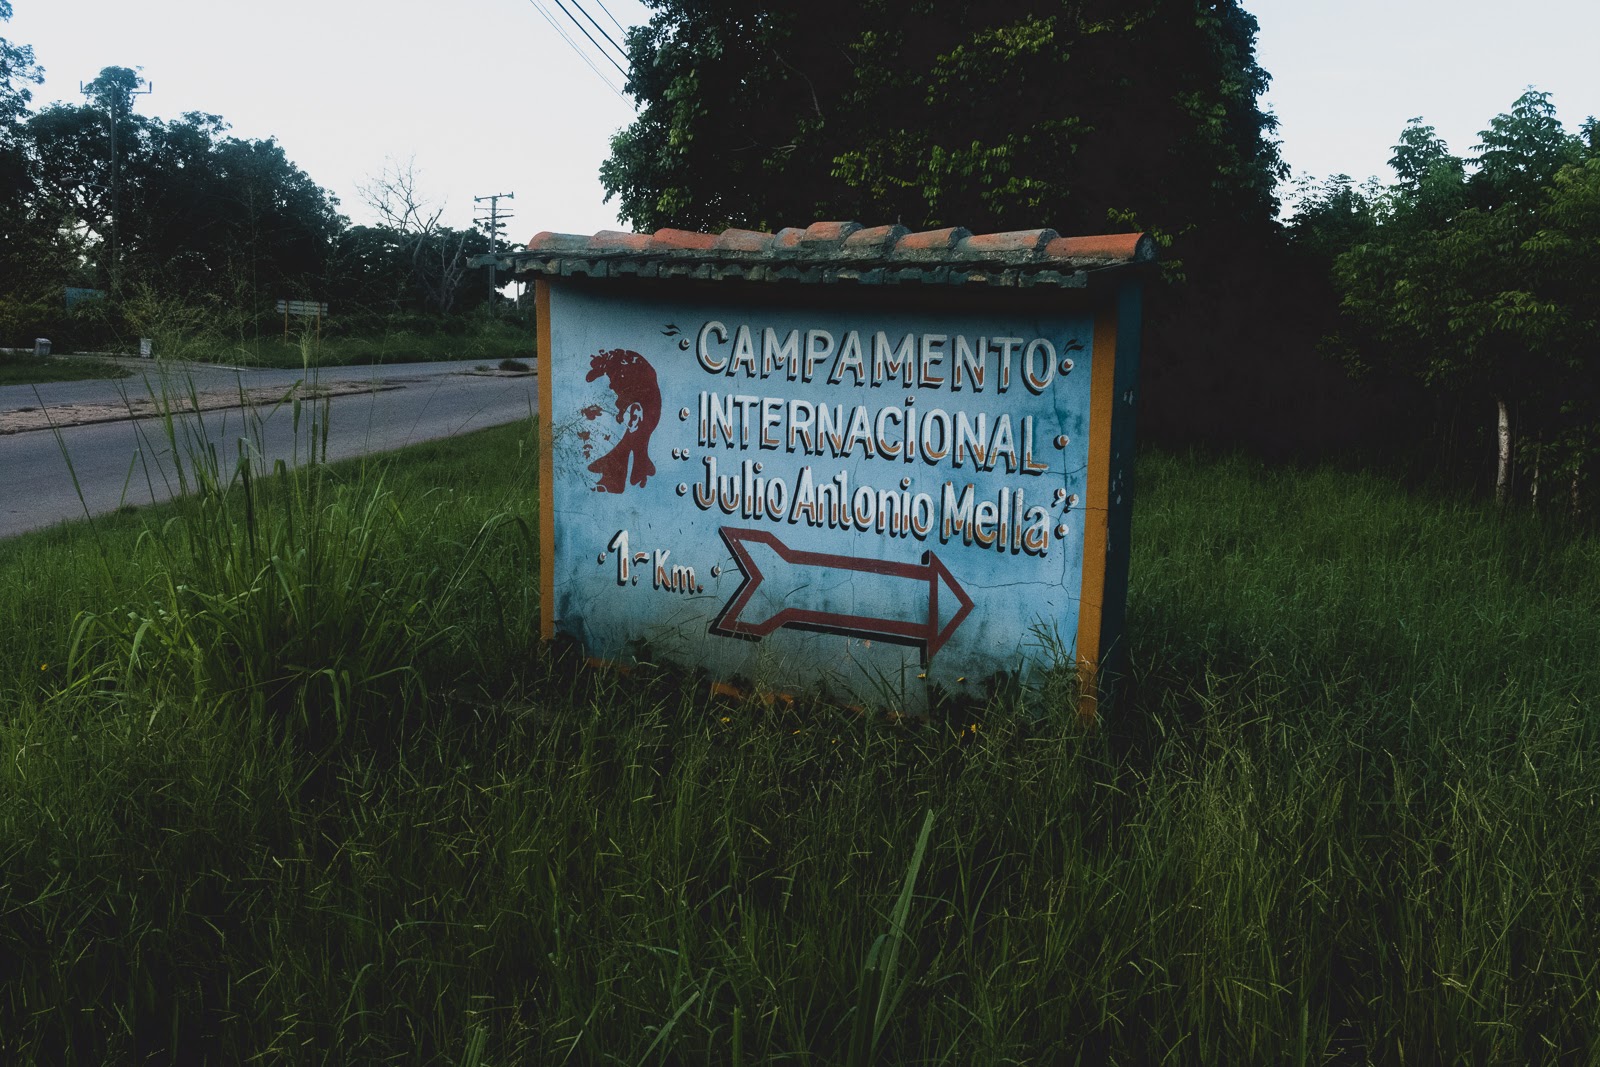 CAMPAMENTO
INTERNACIONAL
"Julio Antonio Mella"
1.- Km.